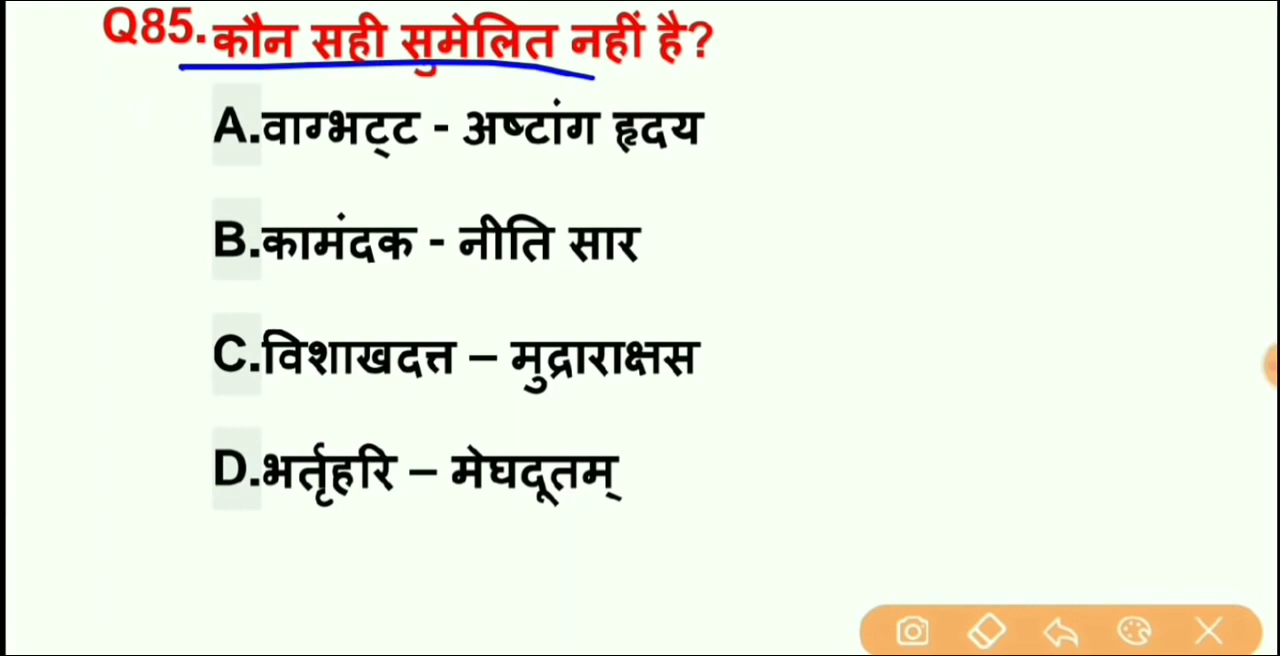 Q85.कौन सही सुमेलित नहीं है?
A.वाग्भट्ट - अष्टांग हृदय
B.कामंदक - नीति सार
C.विशाखदत्त – मुद्राराक्षस
D.भर्तृहरि – मेघदूतम्